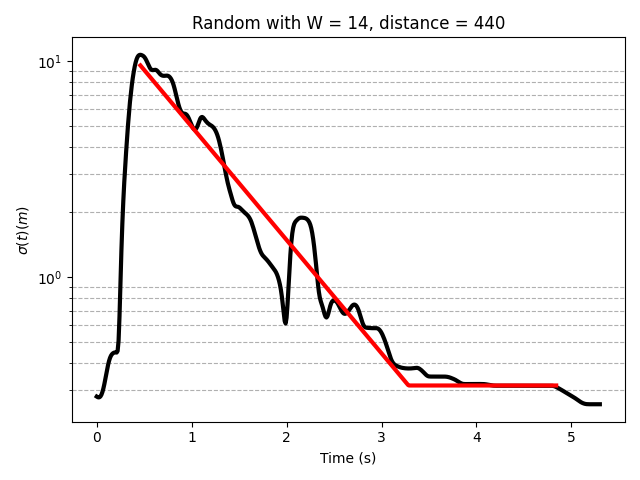 Random with W = 14, distance = 440
10¹
10⁰
σ(t)(m)
0 1 2 3 4 5
Time (s)